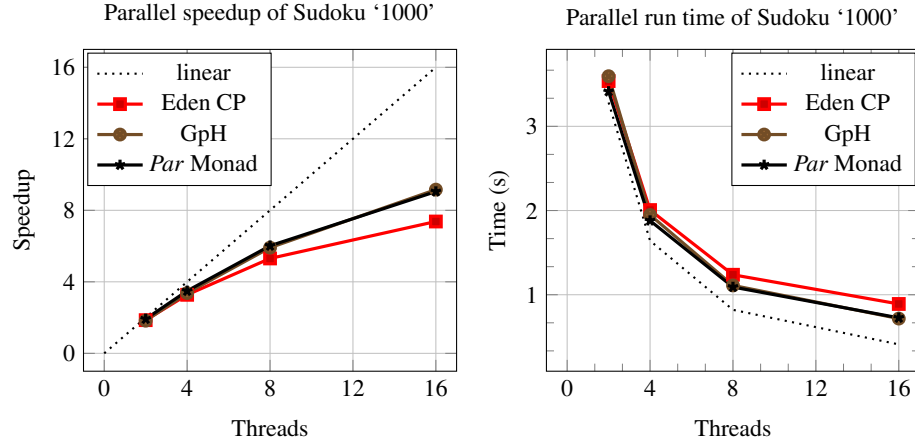 Parallel speedup of Sudoku ‘1000’
16
12
8
4
0
Speedup
linear
Eden CP
GpH
Par Monad
0 4 8 12 16
Threads
Parallel run time of Sudoku ‘1000’
3
2
1
Time (s)
linear
Eden CP
GpH
Par Monad
0 4 8 12 16
Threads